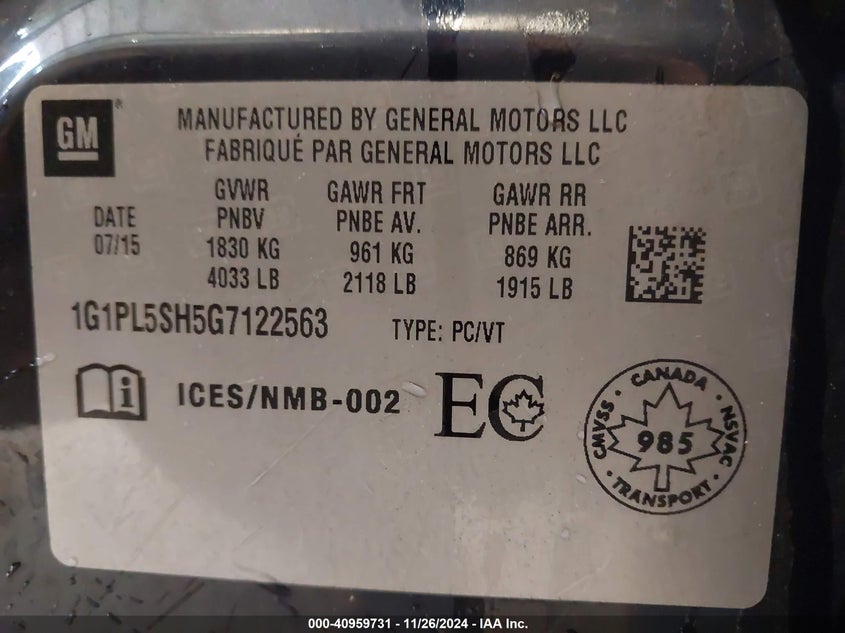 GM®
MANUFACTURED BY GENERAL MOTORS LLC
FABRIQUÉ PAR GENERAL MOTORS LLC
DATE
07/15
GVWR
PNBV
1830 KG
4033 LB
GAWR FRT
PNBE AV.
961 KG
2118 LB
GAWR RR
PNBE ARR.
869 KG
1915 LB
1G1PL5SH5G7122563
TYPE: PC/VT
i
ICES/NMB-002
EC
CANADA
CMVSS · NSVAC
985
· TRANSPORT ·
000-40959731 - 11/26/2024 - IAA Inc.